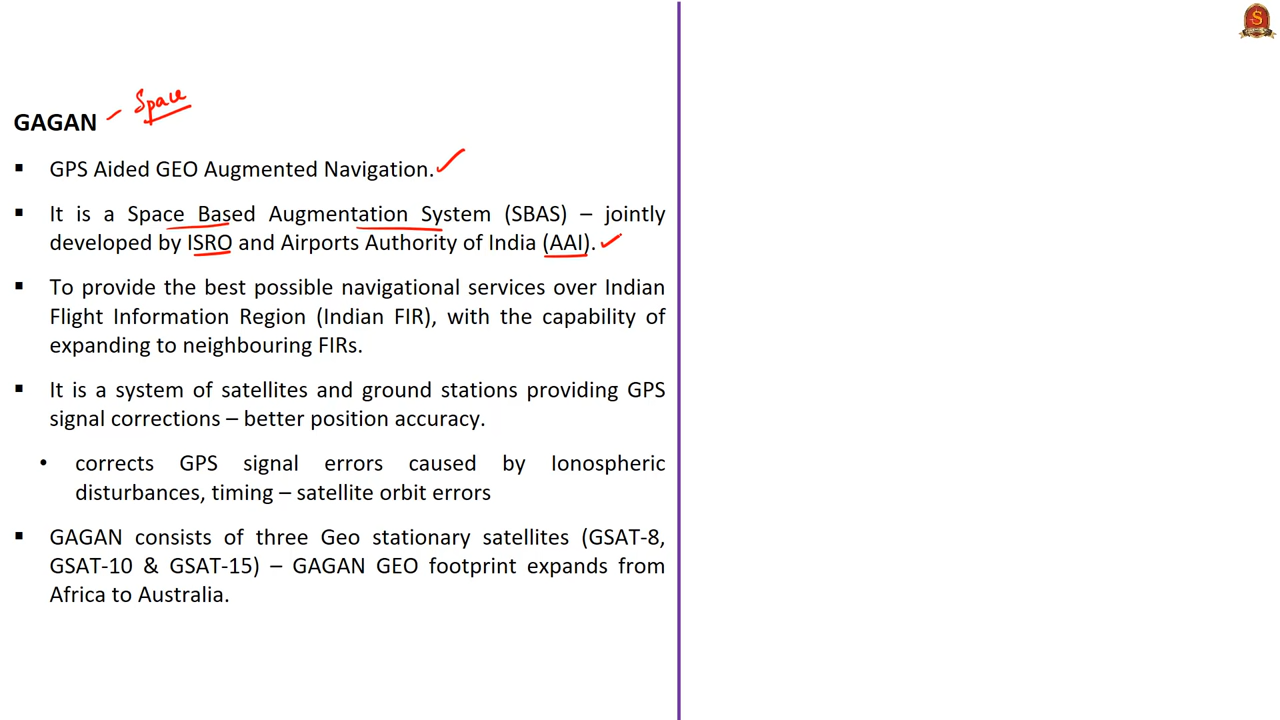 Space
GAGAN
▪ GPS Aided GEO Augmented Navigation.
▪ It is a Space Based Augmentation System (SBAS) – jointly
developed by ISRO and Airports Authority of India (AAI).
▪ To provide the best possible navigational services over Indian
Flight Information Region (Indian FIR), with the capability of
expanding to neighbouring FIRs.
▪ It is a system of satellites and ground stations providing GPS
signal corrections – better position accuracy.
• corrects GPS signal errors caused by Ionospheric
disturbances, timing – satellite orbit errors
▪ GAGAN consists of three Geo stationary satellites (GSAT-8,
GSAT-10 & GSAT-15) – GAGAN GEO footprint expands from
Africa to Australia.
S